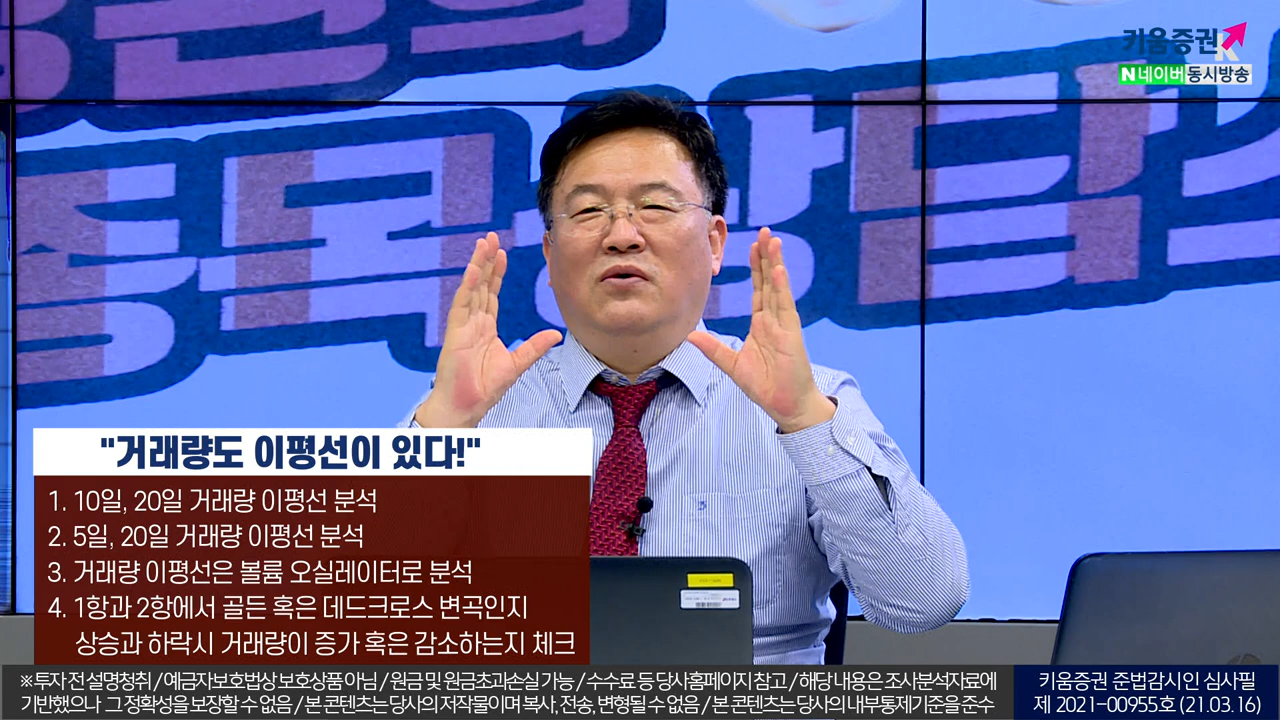 종목상담소
키움증권
K
N 네이버 동시방송
"거래량도 이평선이 있다!"
1. 10일, 20일 거래량 이평선 분석
2. 5일, 20일 거래량 이평선 분석
3. 거래량 이평선은 볼륨 오실레이터로 분석
4. 1항과 2항에서 골든 혹은 데드크로스 변곡인지
상승과 하락시 거래량이 증가 혹은 감소하는지 체크
※ 투자 전 설명청취 / 예금자보호법상 보호상품 아님 / 원금 및 원금초과손실 가능 / 수수료 등 당사홈페이지 참고 / 해당 내용은 조사분석자료에
기반했으나 그 정확성을 보장할 수 없음 / 본 콘텐츠는 당사의 저작물이며 복사, 전송, 변형될 수 없음 / 본 콘텐츠는 당사의 내부통제기준을 준수
키움증권 준법감시인 심사필
제 2021-00955호 (21.03.16)